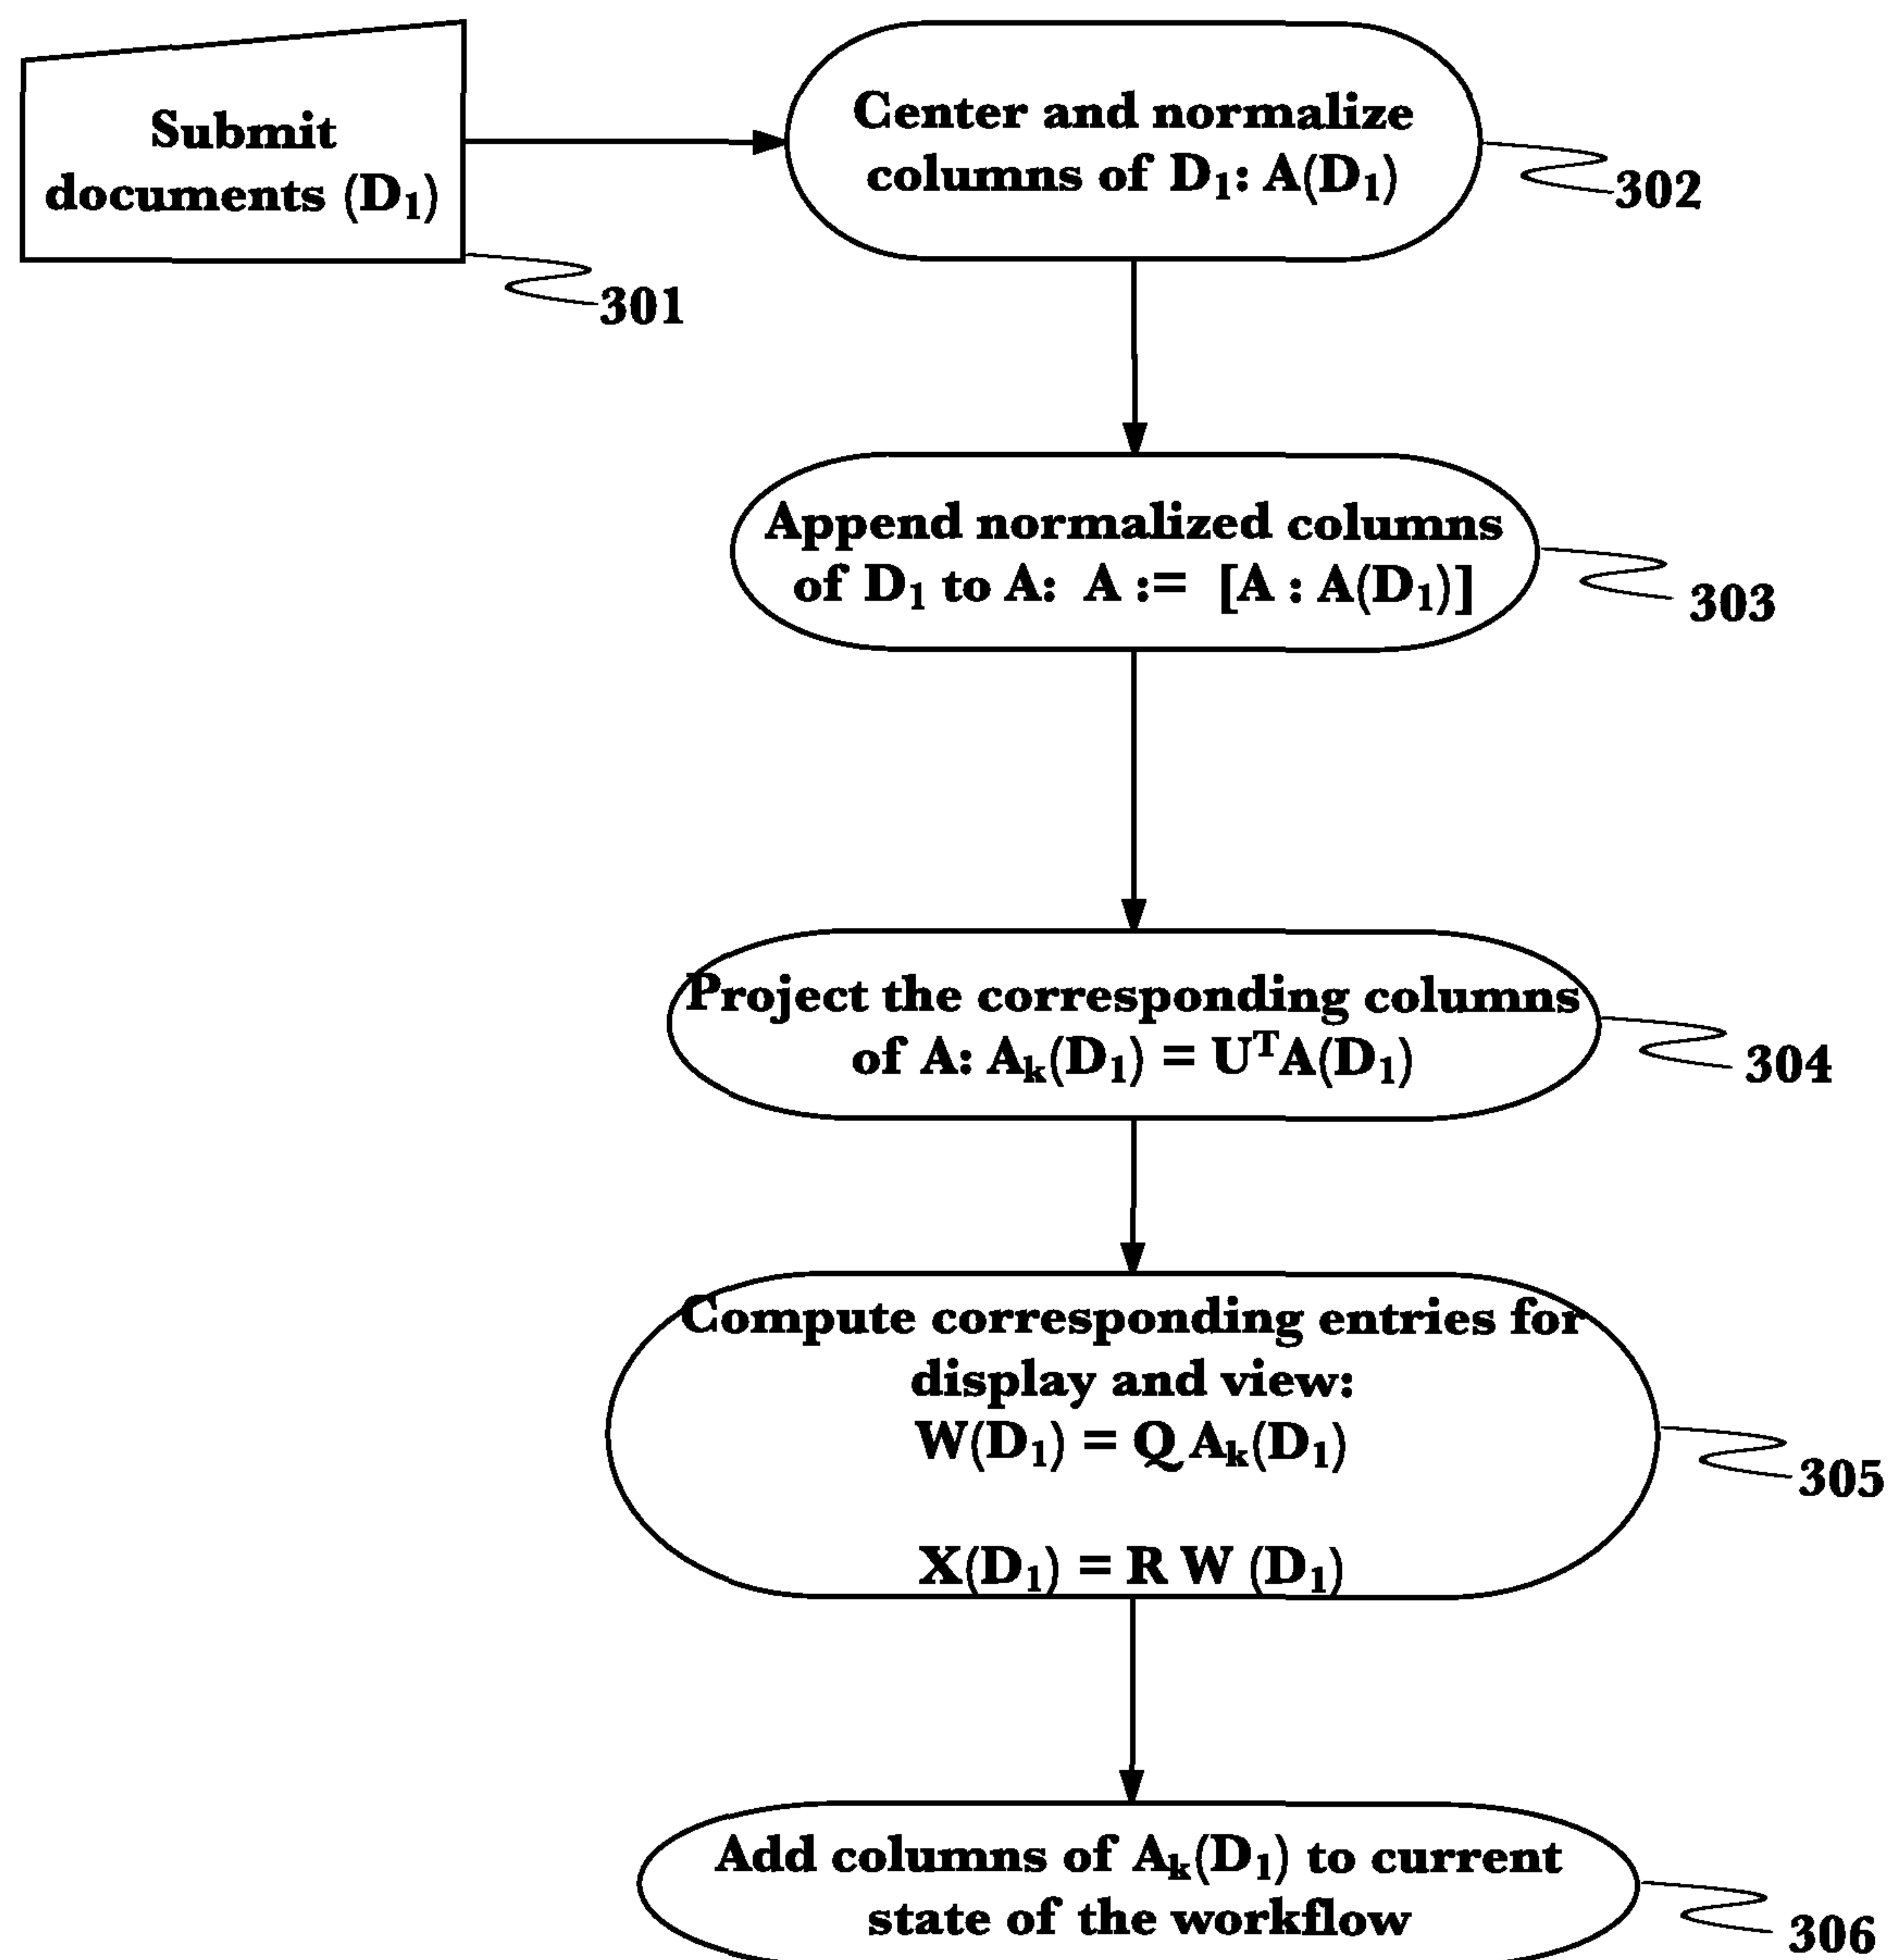 Submit
documents (D₁)
301
Center and normalize
columns of D₁: A(D₁)
302
Append normalized columns
of D₁ to A: A := [A : A(D₁)]
303
Project the corresponding columns
of A: Aₖ(D₁) = UᵀA(D₁)
304
Compute corresponding entries for
display and view:
W(D₁) = Q Aₖ(D₁)
X(D₁) = R W (D₁)
305
Add columns of Aₖ(D₁) to current
state of the workflow
306